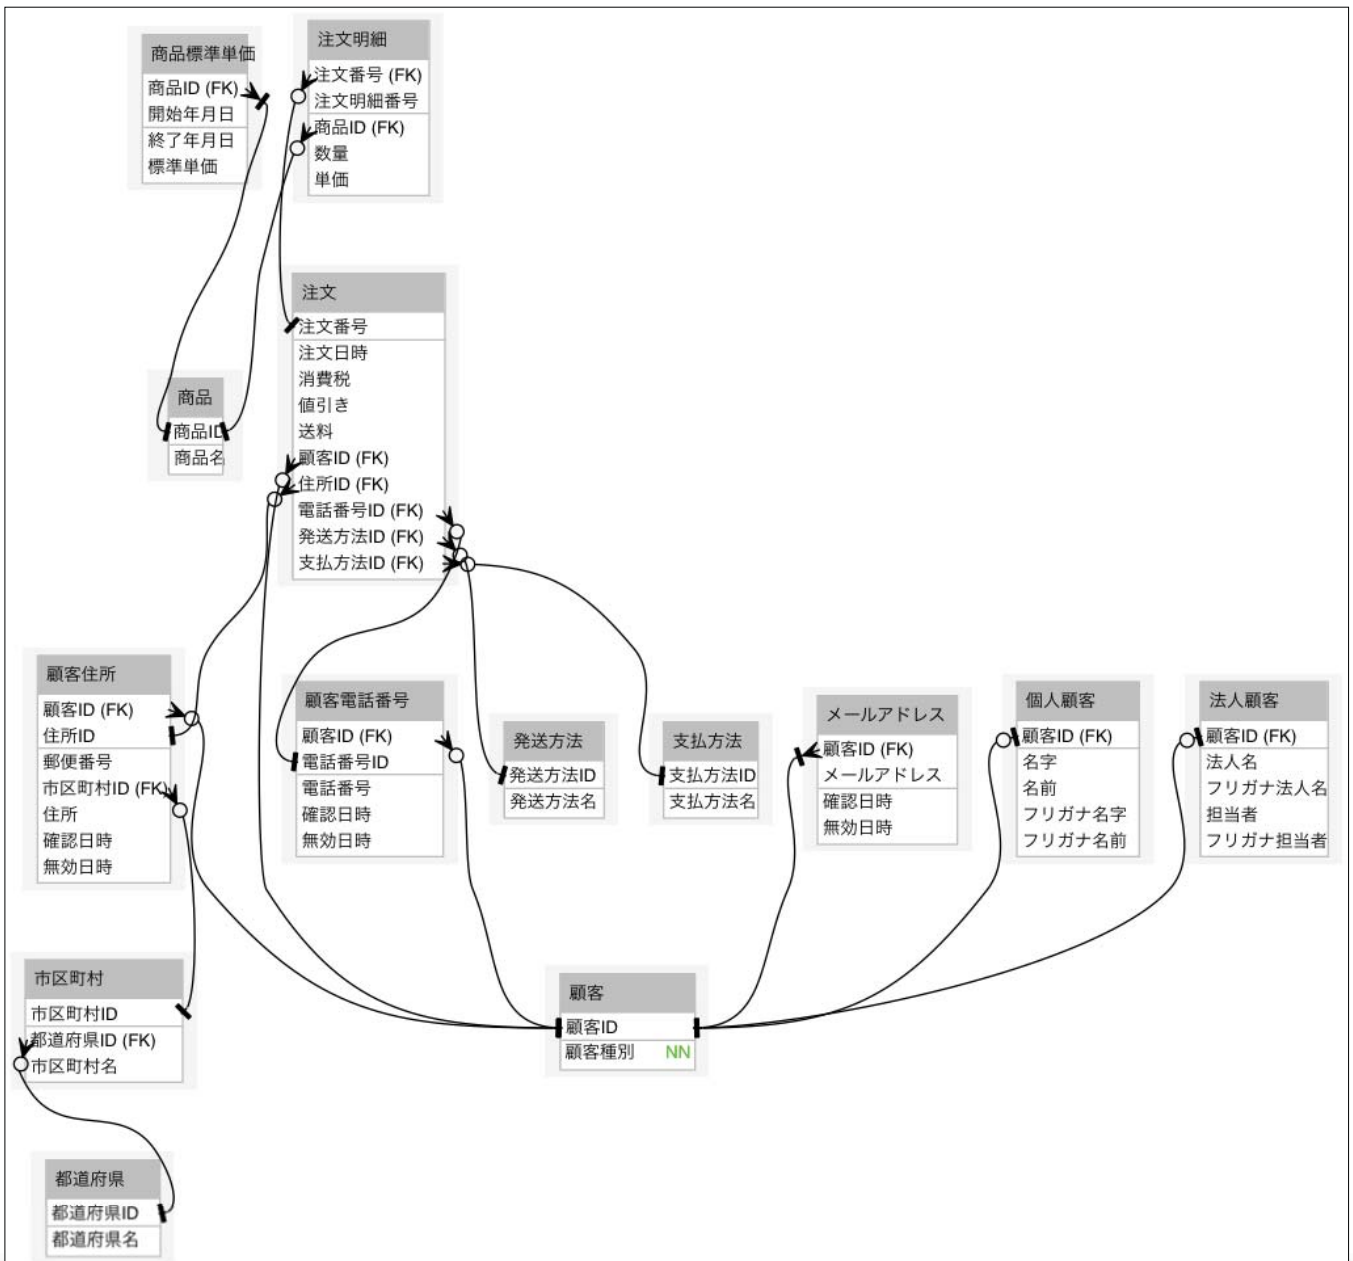 商品標準単価
商品ID (FK)
開始年月日
終了年月日
標準単価
注文明細
注文番号 (FK)
注文明細番号
商品ID (FK)
数量
単価
注文
注文番号
注文日時
消費税
値引き
送料
顧客ID (FK)
住所ID (FK)
電話番号ID (FK)
発送方法ID (FK)
支払方法ID (FK)
商品
商品ID
商品名
顧客住所
顧客ID (FK)
住所ID
郵便番号
市区町村ID (FK)
住所
確認日時
無効日時
顧客電話番号
顧客ID (FK)
電話番号ID
電話番号
確認日時
無効日時
発送方法
発送方法ID
発送方法名
支払方法
支払方法ID
支払方法名
メールアドレス
顧客ID (FK)
メールアドレス
確認日時
無効日時
個人顧客
顧客ID (FK)
名字
名前
フリガナ名字
フリガナ名前
法人顧客
顧客ID (FK)
法人名
フリガナ法人名
担当者
フリガナ担当者
市区町村
市区町村ID
都道府県ID (FK)
市区町村名
顧客
顧客ID
顧客種別 NN
都道府県
都道府県ID
都道府県名